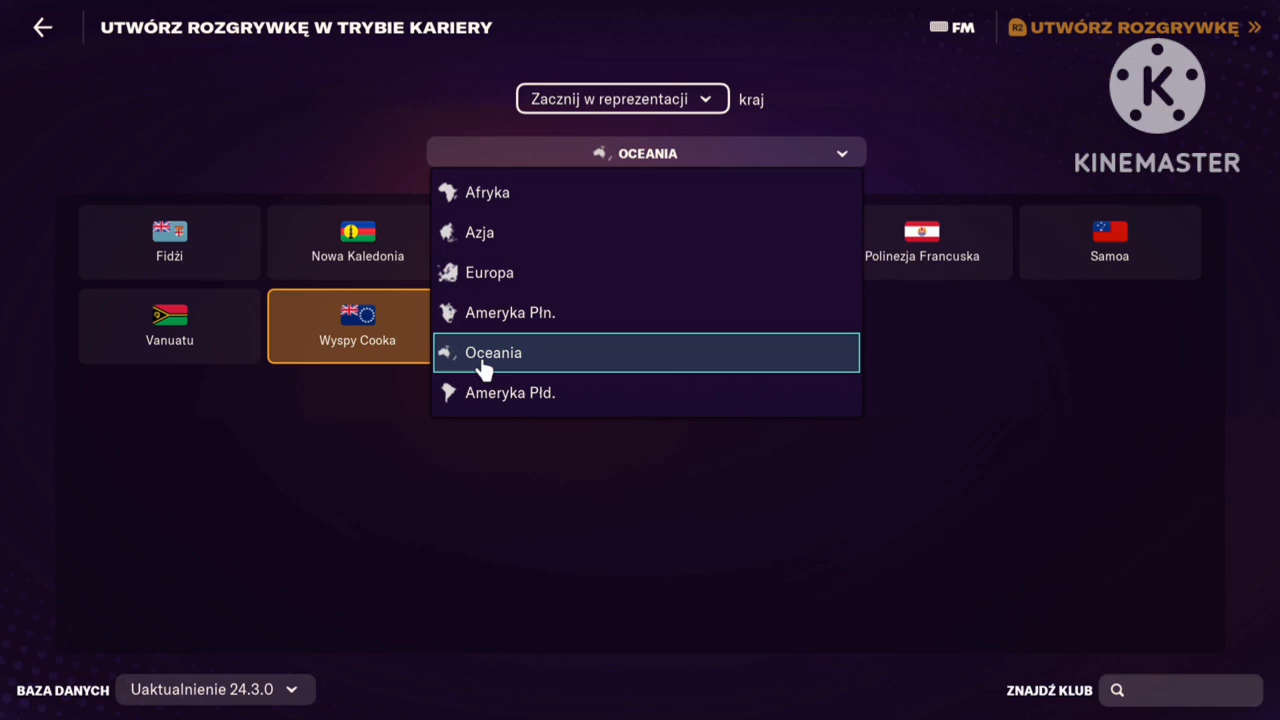 UTWÓRZ ROZGRYWKĘ W TRYBIE KARIERY
FM
R2 UTWÓRZ ROZGRYWKĘ
KINEMASTER
Zacznij w reprezentacji kraj
OCEANIA
Afryka
Azja
Europa
Ameryka Płn.
Oceania
Ameryka Płd.
Fidżi
Nowa Kaledonia
Polinezja Francuska
Samoa
Vanuatu
Wyspy Cooka
BAZA DANYCH Uaktualnienie 24.3.0
ZNAJDŹ KLUB